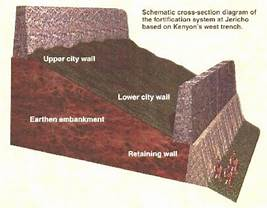 Schematic cross-section diagram of
the fortification system at Jericho
based on Kenyon's west trench.
Upper city wall
Lower city wall
Earthen embankment
Retaining wall